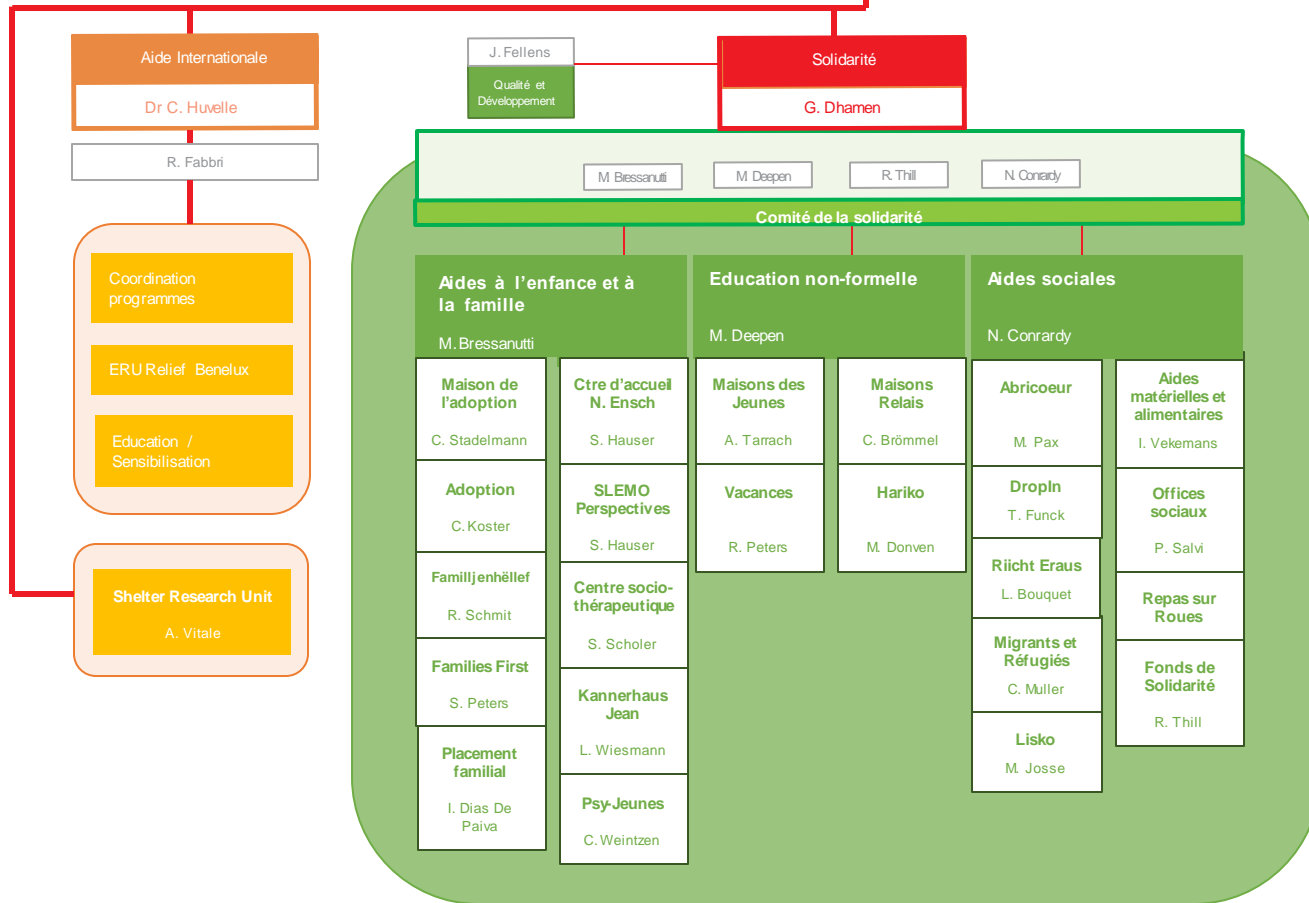 Aide Internationale
Dr C. Huvelle
R. Fabbri
Coordination
programmes
ERU Relief Benelux
Education /
Sensibilisation
Shelter Research Unit
A. Vitale
J. Fellens
Qualité et
Développement
Solidarité
G. Dhamen
M. Bressanutti
M. Deepen
R. Thill
N. Conrardy
Comité de la solidarité
Aides à l'enfance et à
la famille
M. Bressanutti
Maison de
l'adoption
C. Stadelmann
Adoption
C. Koster
Familljenhëllef
R. Schmit
Families First
S. Peters
Placement
familial
I. Dias De
Paiva
Ctre d'accueil
N. Ensch
S. Hauser
SLEMO
Perspectives
S. Hauser
Centre socio-
thérapeutique
S. Scholer
Kannerhaus
Jean
L. Wiesmann
Psy-Jeunes
C. Weintzen
Education non-formelle
M. Deepen
Maisons des
Jeunes
A. Tarrach
Vacances
R. Peters
Maisons
Relais
C. Brömmel
Hariko
M. Donven
Aides sociales
N. Conrardy
Abricoeur
M. Pax
DropIn
T. Funck
Riicht Eraus
L. Bouquet
Migrants et
Réfugiés
C. Muller
Lisko
M. Josse
Aides
matérielles et
alimentaires
I. Vekemans
Offices
sociaux
P. Salvi
Repas sur
Roues
Fonds de
Solidarité
R. Thill